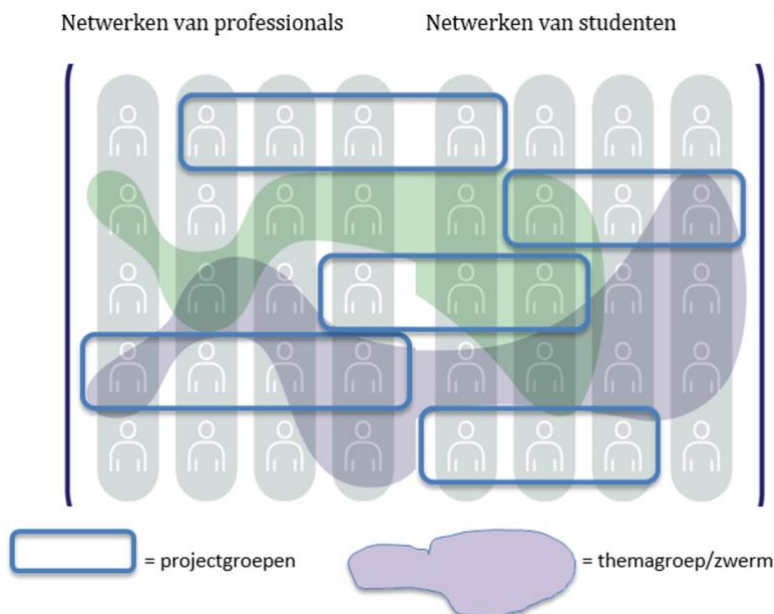 Netwerken van professionals Netwerken van studenten
= projectgroepen = themagroep/zwerm